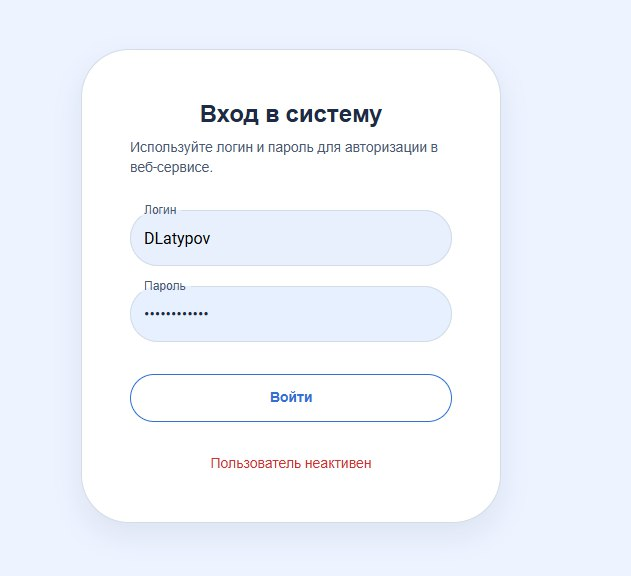 Вход в систему
Используйте логин и пароль для авторизации в
веб-сервисе.
Логин
DLatypov
Пароль
••••••••••••
Войти
Пользователь неактивен